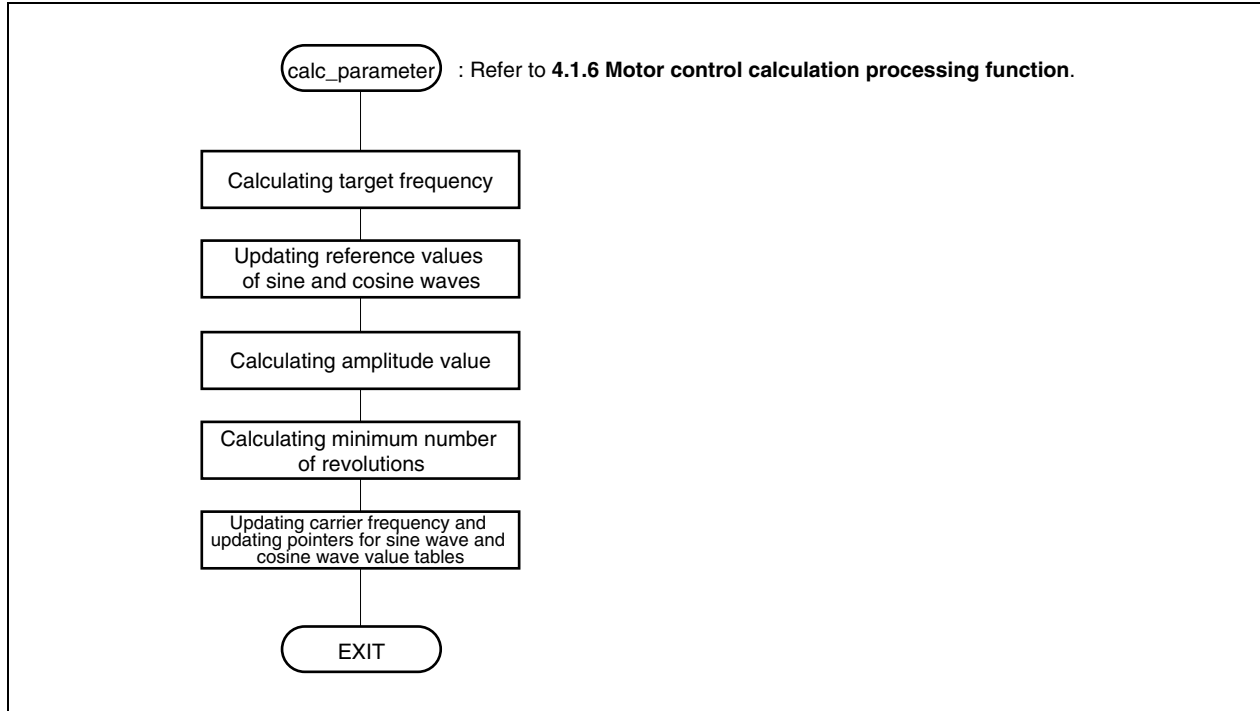 calc_parameter : Refer to 4.1.6 Motor control calculation processing function.
Calculating target frequency
Updating reference values
of sine and cosine waves
Calculating amplitude value
Calculating minimum number
of revolutions
Updating carrier frequency and
updating pointers for sine wave and
cosine wave value tables
EXIT